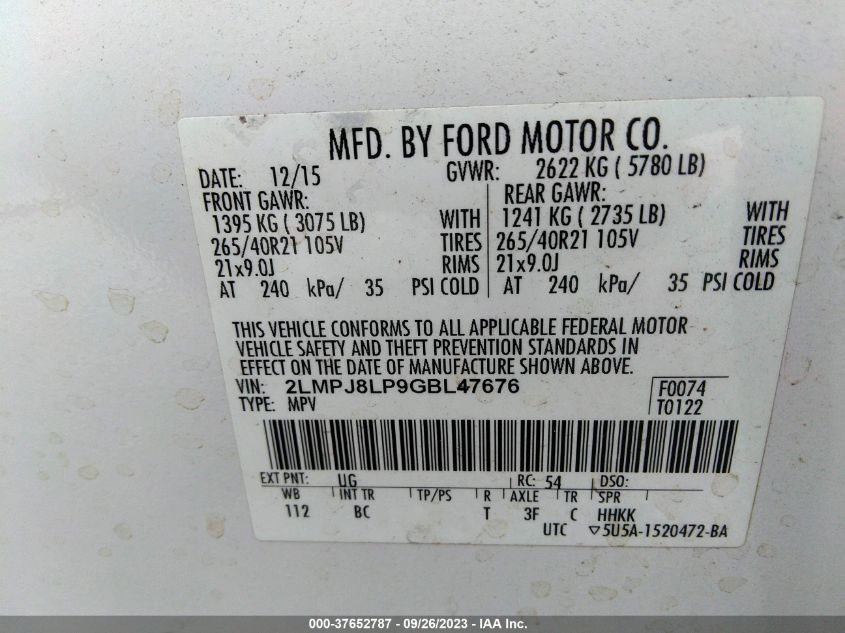 MFD. BY FORD MOTOR CO.
DATE: 12/15 GVWR: 2622 KG ( 5780 LB)
FRONT GAWR: REAR GAWR:
1395 KG ( 3075 LB) WITH 1241 KG ( 2735 LB) WITH
265/40R21 105V TIRES 265/40R21 105V TIRES
21x9.0J RIMS 21x9.0J RIMS
AT 240 kPa/ 35 PSI COLD AT 240 kPa/ 35 PSI COLD
THIS VEHICLE CONFORMS TO ALL APPLICABLE FEDERAL MOTOR
VEHICLE SAFETY AND THEFT PREVENTION STANDARDS IN
EFFECT ON THE DATE OF MANUFACTURE SHOWN ABOVE.
VIN: 2LMPJ8LP9GBL47676 F0074
TYPE: MPV T0122
EXT PNT: UG RC: 54 DSO:
WB INT TR TP/PS R AXLE TR SPR
112 BC T 3F C HHKK
UTC ▽5U5A-1520472-BA
000-37652787 - 09/26/2023 - IAA Inc.